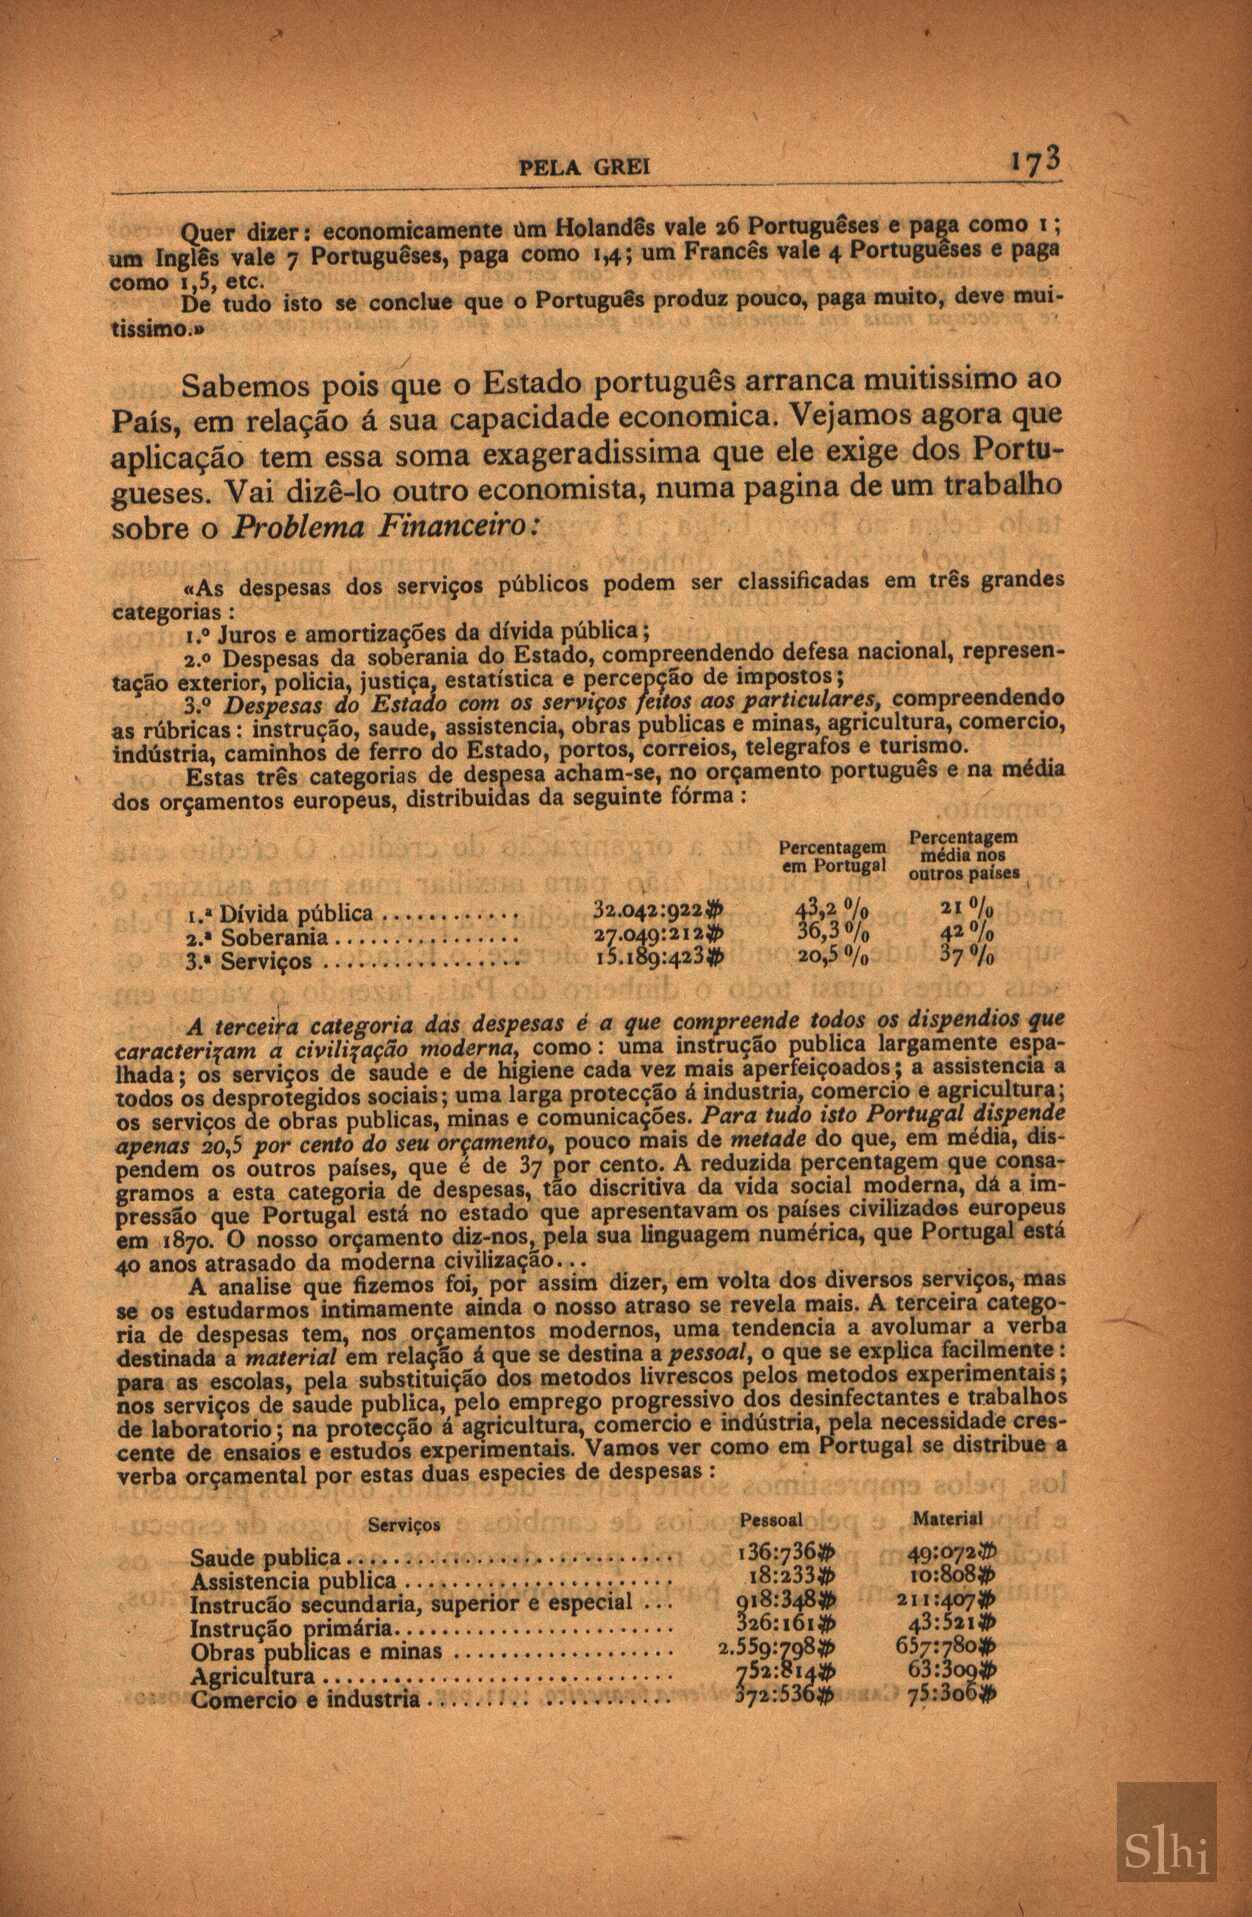 PELA GREI 173
Quer dizer: economicamente um Holandês vale 26 Portuguêses e paga como 1;
um Inglês vale 7 Portuguêses, paga como 1,4; um Francês vale 4 Portuguêses e paga
como 1,5, etc.
De tudo isto se conclue que o Português produz pouco, paga muito, deve mui-
tissimo.»
Sabemos pois que o Estado português arranca muitissimo ao
País, em relação á sua capacidade economica. Vejamos agora que
aplicação tem essa soma exageradissima que ele exige dos Portu-
gueses. Vai dizê-lo outro economista, numa pagina de um trabalho
sobre o Problema Financeiro:
«As despesas dos serviços públicos podem ser classificadas em três grandes
categorias:
1.º Juros e amortizações da dívida pública;
2.º Despesas da soberania do Estado, compreendendo defesa nacional, represen-
tação exterior, policia, justiça, estatística e percepção de impostos;
3.º Despesas do Estado com os serviços feitos aos particulares, compreendendo
as rúbricas: instrução, saude, assistencia, obras publicas e minas, agricultura, comercio,
indústria, caminhos de ferro do Estado, portos, correios, telegrafos e turismo.
Estas três categorias de despesa acham-se, no orçamento português e na média
dos orçamentos europeus, distribuidas da seguinte fórma:
Percentagem em Portugal Percentagem média nos outros países
1.ª Dívida pública ............ 32.042:922$ 43,2 % 21 %
2.ª Soberania ................ 27.049:212$ 36,3 % 42 %
3.ª Serviços ................. 15.189:423$ 20,5 % 37 %
A terceira categoria das despesas é a que compreende todos os dispendios que
caracterizam a civilização moderna, como: uma instrução publica largamente espa-
lhada; os serviços de saude e de higiene cada vez mais aperfeiçoados; a assistencia a
todos os desprotegidos sociais; uma larga protecção á industria, comercio e agricultura;
os serviços de obras publicas, minas e comunicações. Para tudo isto Portugal dispende
apenas 20,5 por cento do seu orçamento, pouco mais de metade do que, em média, dis-
pendem os outros países, que é de 37 por cento. A reduzida percentagem que consa-
gramos a esta categoria de despesas, tão discritiva da vida social moderna, dá a im-
pressão que Portugal está no estado que apresentavam os países civilizados europeus
em 1870. O nosso orçamento diz-nos, pela sua linguagem numérica, que Portugal está
40 anos atrasado da moderna civilização...
A analise que fizemos foi, por assim dizer, em volta dos diversos serviços, mas
se os estudarmos intimamente ainda o nosso atraso se revela mais. A terceira catego-
ria de despesas tem, nos orçamentos modernos, uma tendencia a avolumar a verba
destinada a material em relação á que se destina a pessoal, o que se explica facilmente:
para as escolas, pela substituição dos metodos livrescos pelos metodos experimentais;
nos serviços de saude publica, pelo emprego progressivo dos desinfectantes e trabalhos
de laboratorio; na protecção á agricultura, comercio e indústria, pela necessidade cres-
cente de ensaios e estudos experimentais. Vamos ver como em Portugal se distribue a
verba orçamental por estas duas especies de despesas:
Serviços Pessoal Material
Saude publica ............................ 136:736$ 49:072$
Assistencia publica ....................... 18:233$ 10:808$
Instrucão secundaria, superior e especial ... 918:348$ 211:407$
Instrução primária........................ 326:161$ 43:521$
Obras publicas e minas ................... 2.559:798$ 657:780$
Agricultura .............................. 752:814$ 63:309$
Comercio e industria ..................... 372:536$ 75:306$
slhi